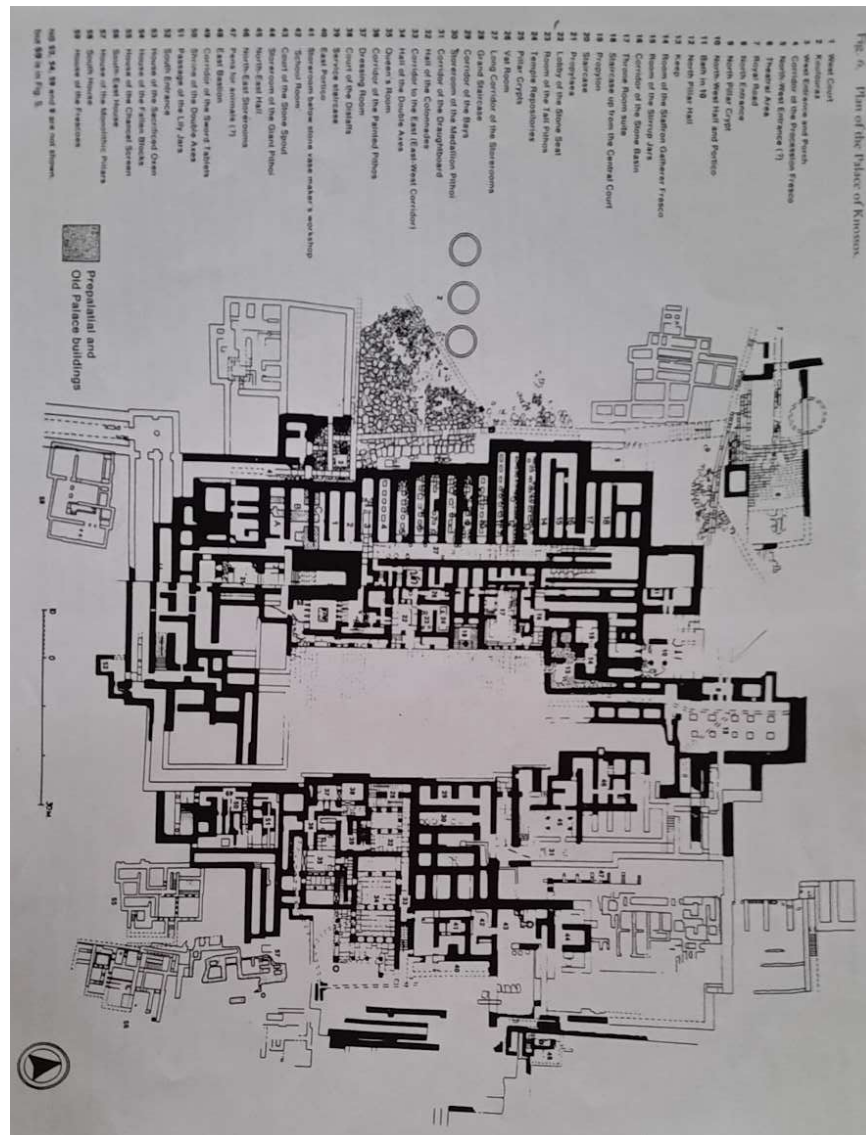 Fig. 6. Plan of the Palace of Knossos.
1 West Court
2 Koulouras
3 West Entrance and Porch
4 Corridor of the Procession Fresco
5 North-West Entrance (?)
6 Theatral Area
7 Royal Road
8 North Entrance
9 North Pillar Crypt
10 North-West Hall and Portico
11 Bath in 10
12 North Pillar Hall
13 Keep
14 Room of the Saffron Gatherer Fresco
15 Room of the Stirrup Jars
16 Corridor of the Stone Basin
17 Throne Room suite
18 Staircase up from the Central Court
19 Propylon
20 Staircase
21 Propylaea
22 Lobby of the Stone Seat
23 Room of the Tall Pithos
24 Temple Repositories
25 Pillar Crypts
26 Vat Room
27 Long Corridor of the Storerooms
28 Grand Staircase
29 Corridor of the Bays
30 Storeroom of the Medallion Pithoi
31 Corridor of the Draughtboard
32 Hall of the Colonnades
33 Corridor to the East (East-West Corridor)
34 Hall of the Double Axes
35 Queen's Room
36 Corridor of the Painted Pithos
37 Dressing Room
38 Court of the Distaffs
39 Service staircase
40 East Portico
41 Storeroom below stone vase maker's workshop
42 School Room
43 Court of the Stone Spout
44 Storeroom of the Giant Pithoi
45 North-East Hall
46 North-East Storerooms
47 Pens for animals (?)
48 East Bastion
49 Corridor of the Sword Tablets
50 Shrine of the Double Axes
51 Passage of the Lily Jars
52 South Entrance
53 House of the Sacrificed Oxen
54 House of the Fallen Blocks
55 House of the Chancel Screen
56 South-East House
57 House of the Monolithic Pillars
58 South House
59 House of the Frescoes
are not shown,
is in Fig. 5.
Prepalatial and
Old Palace buildings
0
30M